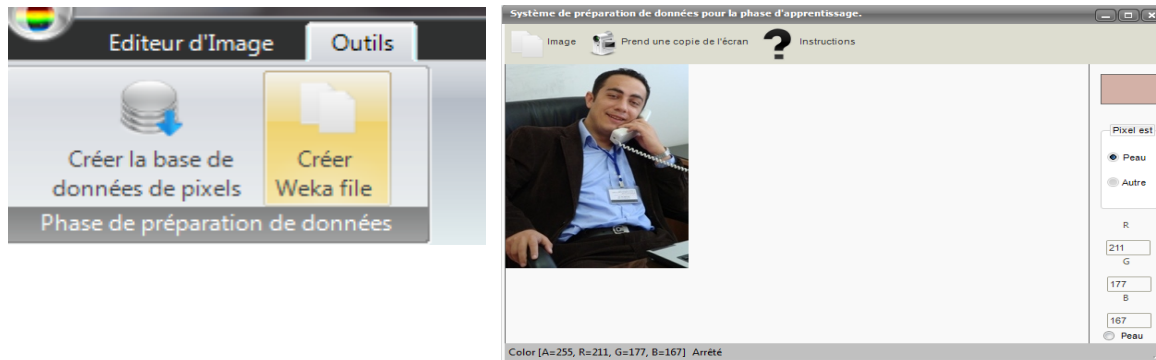 Editeur d'Image Outils
Créer la base de
données de pixels
Créer
Weka file
Phase de préparation de données
Système de préparation de données pour la phase d'apprentissage.
Image Prend une copie de l'écran Instructions
Pixel est
Peau
Autre
R
211
G
177
B
167
Peau
Color [A=255, R=211, G=177, B=167] Arrété